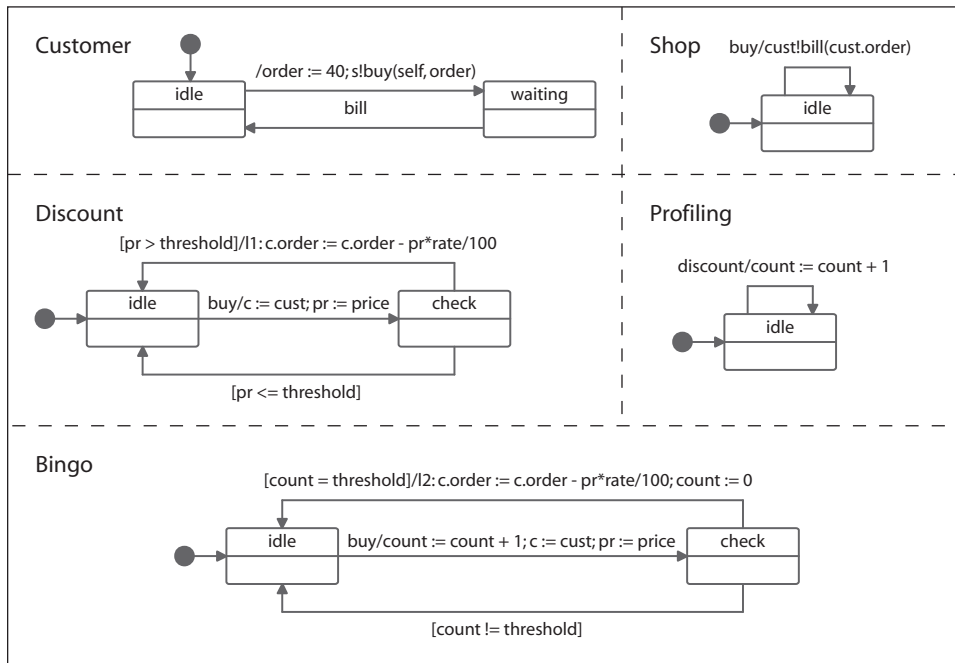 Customer
/order := 40; s!buy(self, order)
idle
waiting
bill
Shop
buy/cust!bill(cust.order)
idle
Discount
[pr > threshold]/l1: c.order := c.order - pr*rate/100
idle
buy/c := cust; pr := price
check
[pr <= threshold]
Profiling
discount/count := count + 1
idle
Bingo
[count = threshold]/l2: c.order := c.order - pr*rate/100; count := 0
idle
buy/count := count + 1; c := cust; pr := price
check
[count != threshold]